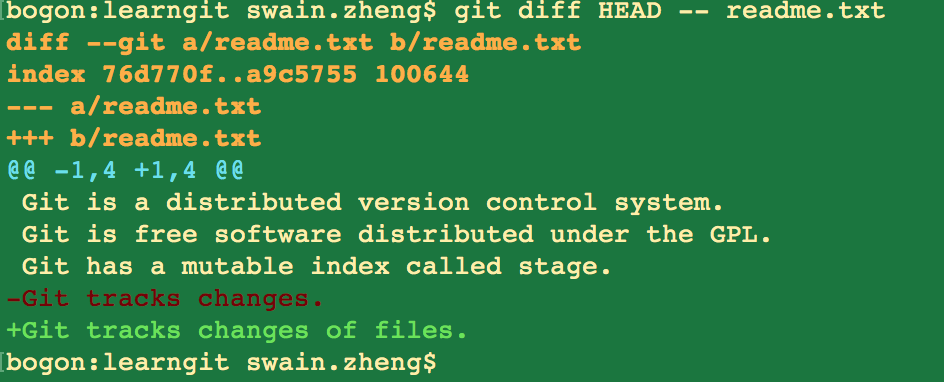 bogon:learngit swain.zheng$ git diff HEAD -- readme.txt
diff --git a/readme.txt b/readme.txt
index 76d770f..a9c5755 100644
--- a/readme.txt
+++ b/readme.txt
@@ -1,4 +1,4 @@
 Git is a distributed version control system.
 Git is free software distributed under the GPL.
 Git has a mutable index called stage.
-Git tracks changes.
+Git tracks changes of files.
bogon:learngit swain.zheng$